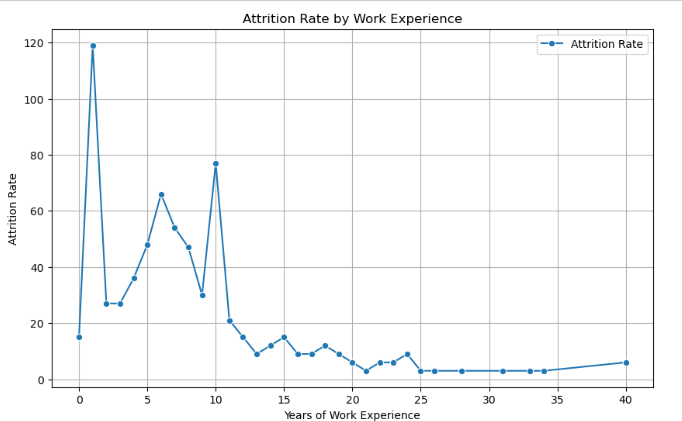 Attrition Rate by Work Experience
Attrition Rate
120
100
80
60
40
20
0
Attrition Rate
0 5 10 15 20 25 30 35 40
Years of Work Experience